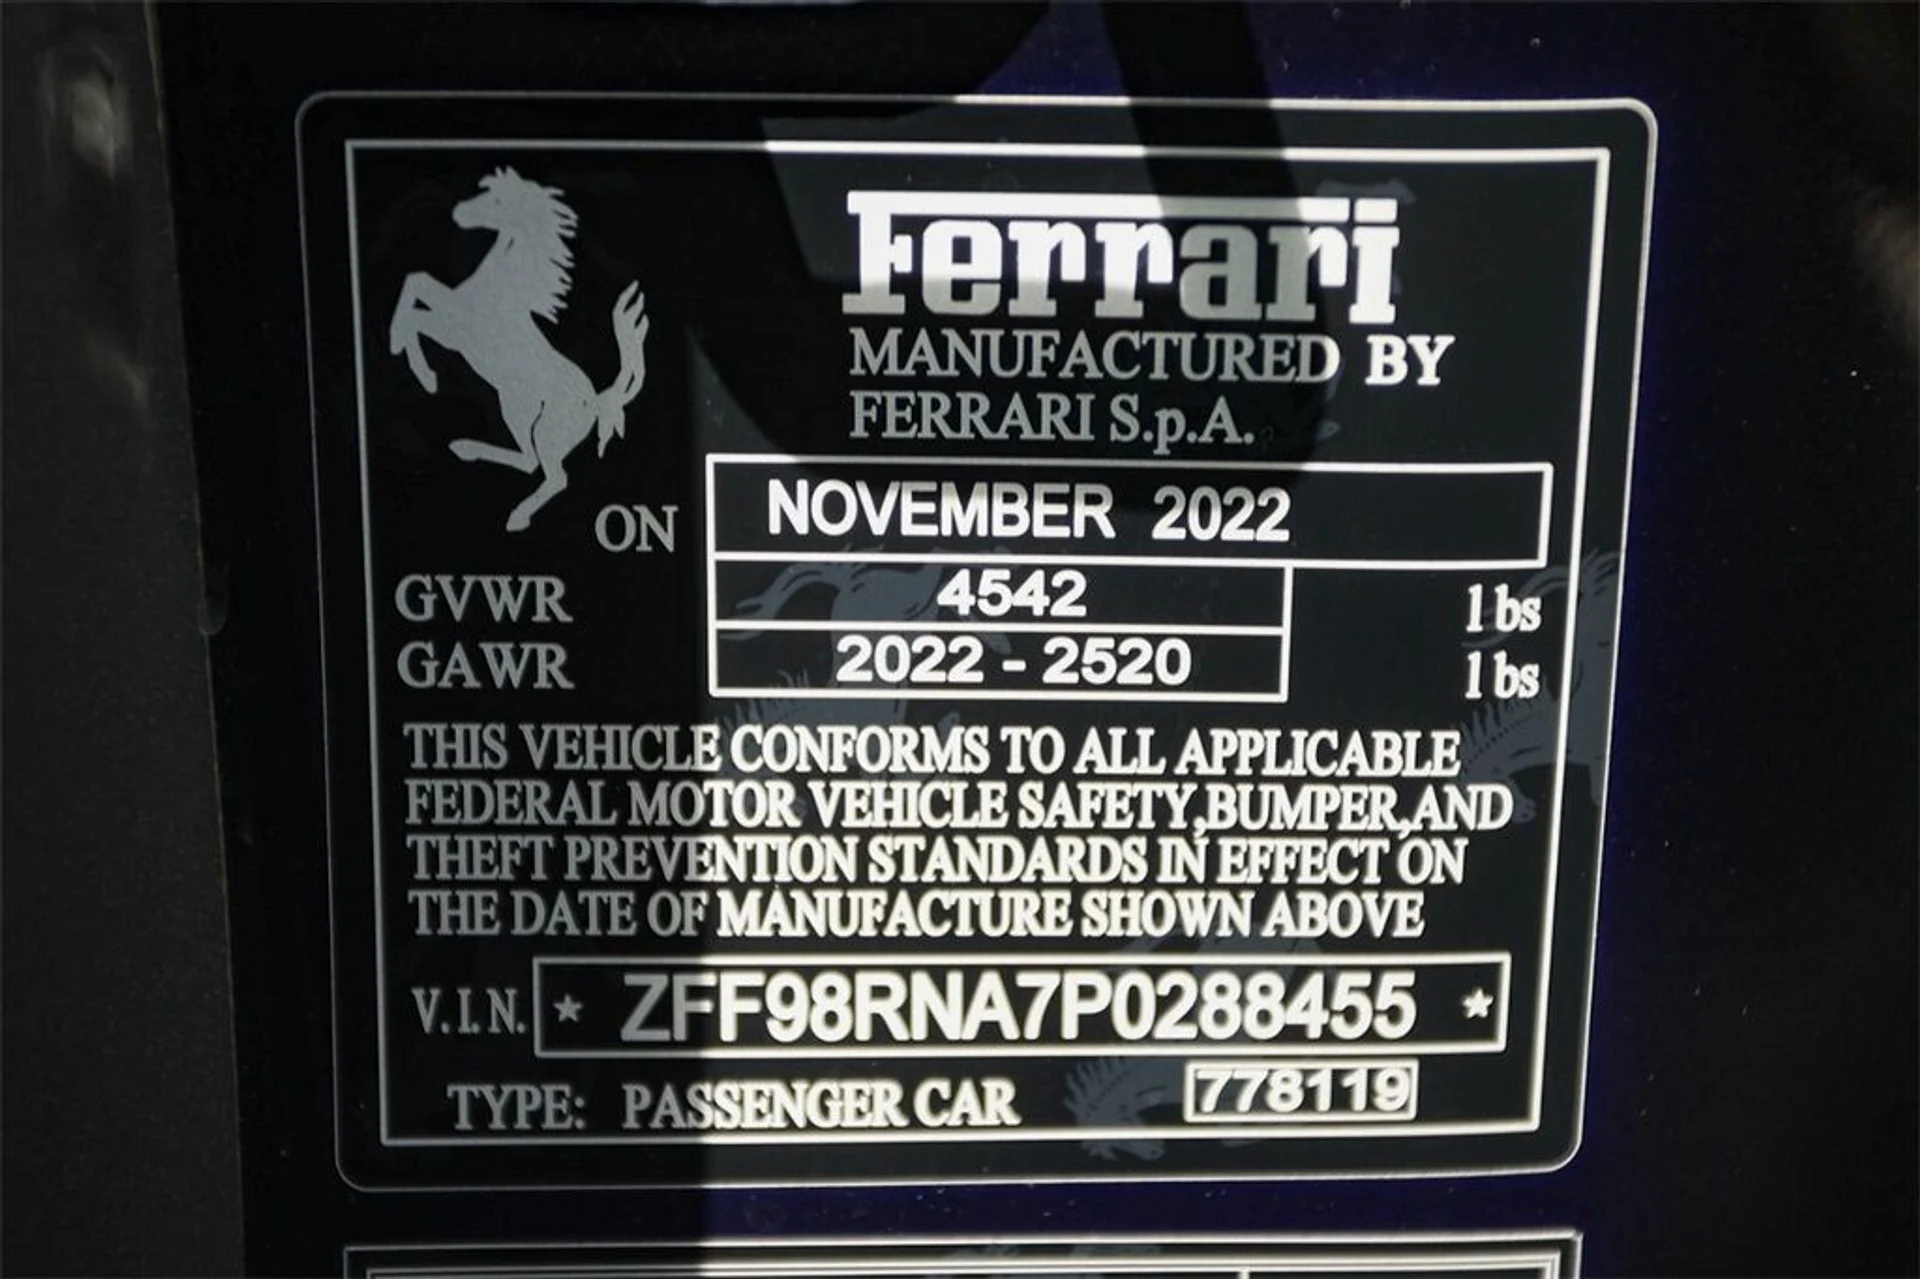 Ferrari
MANUFACTURED BY
FERRARI S.p.A.
ON NOVEMBER 2022
GVWR 4542 lbs
GAWR 2022 - 2520 lbs
THIS VEHICLE CONFORMS TO ALL APPLICABLE
FEDERAL MOTOR VEHICLE SAFETY,BUMPER,AND
THEFT PREVENTION STANDARDS IN EFFECT ON
THE DATE OF MANUFACTURE SHOWN ABOVE
V.I.N. * ZFF98RNA7P0288455 *
TYPE: PASSENGER CAR 778119